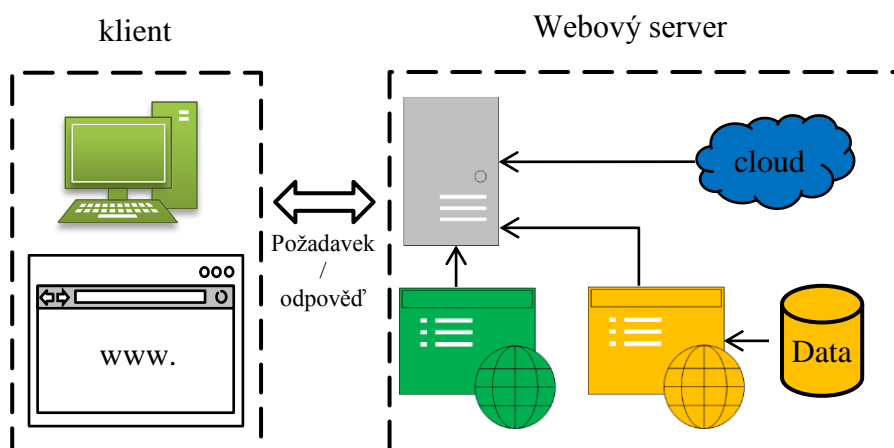 klient
Webový server
cloud
Požadavek
/
odpověď
www.
Data